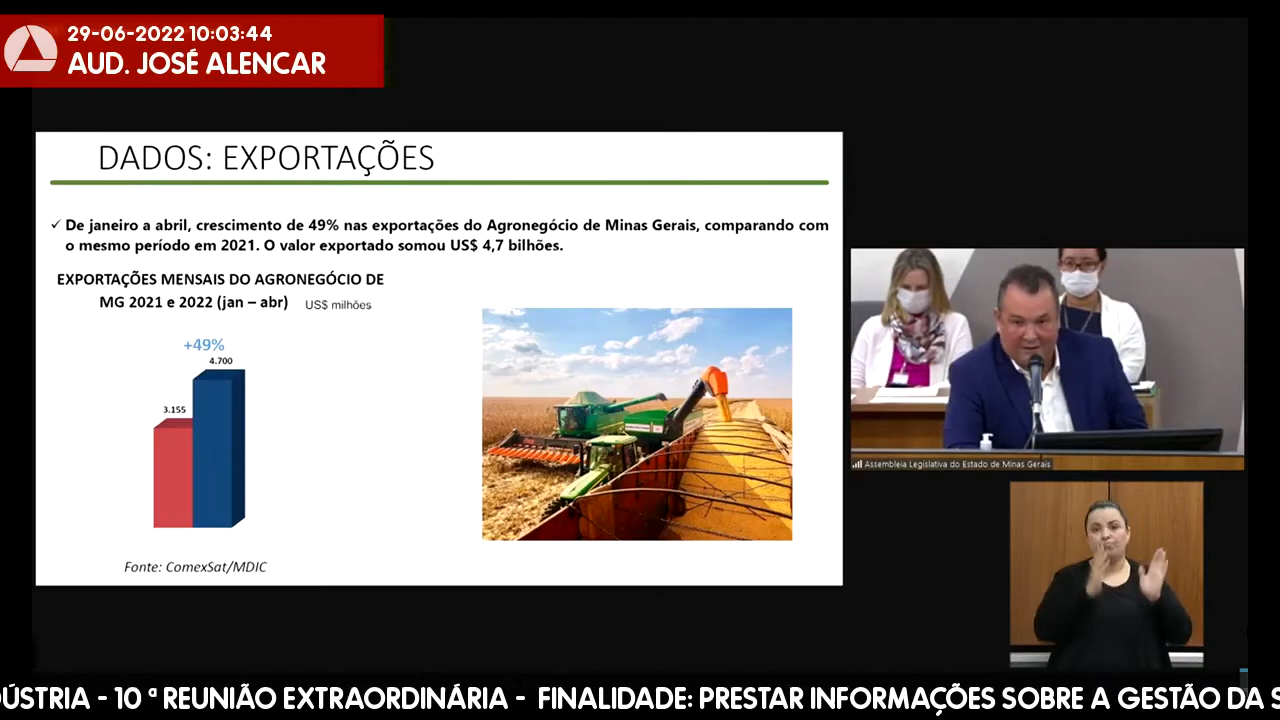 29-06-2022 10:03:44
AUD. JOSÉ ALENCAR
DADOS: EXPORTAÇÕES
✓ De janeiro a abril, crescimento de 49% nas exportações do Agronegócio de Minas Gerais, comparando com
o mesmo período em 2021. O valor exportado somou US$ 4,7 bilhões.
EXPORTAÇÕES MENSAIS DO AGRONEGÓCIO DE
MG 2021 e 2022 (jan – abr) US$ milhões
+49%
4.700
3.155
Fonte: ComexSat/MDIC
Assembleia Legislativa do Estado de Minas Gerais
DÚSTRIA - 10 ª REUNIÃO EXTRAORDINÁRIA - FINALIDADE: PRESTAR INFORMAÇÕES SOBRE A GESTÃO DA S